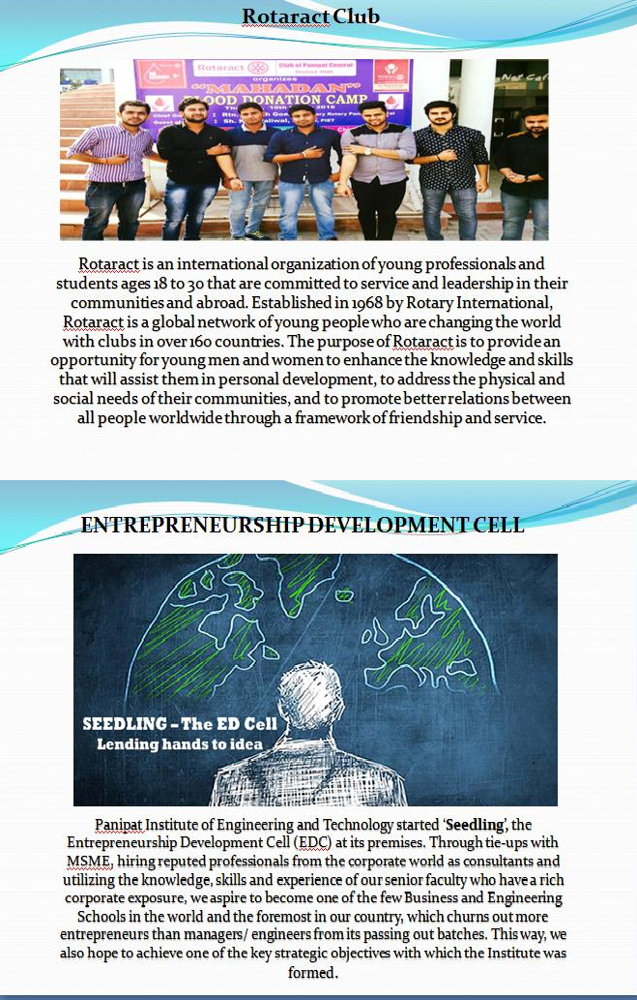 Rotaract Club
Rotaract
Club of Panipat Central
organizes
"MAHADAN"
BLOOD DONATION CAMP
Rotaract is an international organization of young professionals and
students ages 18 to 30 that are committed to service and leadership in their
communities and abroad. Established in 1968 by Rotary International,
Rotaract is a global network of young people who are changing the world
with clubs in over 160 countries. The purpose of Rotaract is to provide an
opportunity for young men and women to enhance the knowledge and skills
that will assist them in personal development, to address the physical and
social needs of their communities, and to promote better relations between
all people worldwide through a framework of friendship and service.
ENTREPRENEURSHIP DEVELOPMENT CELL
SEEDLING – The ED Cell
Lending hands to idea
Panipat Institute of Engineering and Technology started ‘Seedling’, the
Entrepreneurship Development Cell (EDC) at its premises. Through tie-ups with
MSME, hiring reputed professionals from the corporate world as consultants and
utilizing the knowledge, skills and experience of our senior faculty who have a rich
corporate exposure, we aspire to become one of the few Business and Engineering
Schools in the world and the foremost in our country, which churns out more
entrepreneurs than managers/ engineers from its passing out batches. This way, we
also hope to achieve one of the key strategic objectives with which the Institute was
formed.